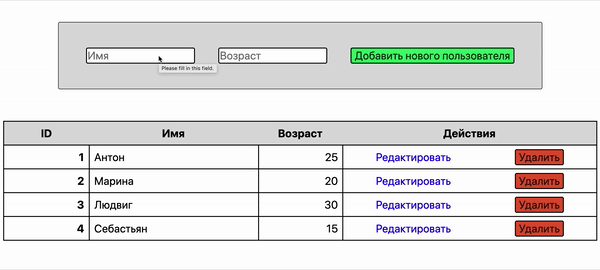 Имя Возраст Добавить нового пользователя
Please fill in this field.
ID Имя Возраст Действия
1 Антон 25 Редактировать Удалить
2 Марина 20 Редактировать Удалить
3 Людвиг 30 Редактировать Удалить
4 Себастьян 15 Редактировать Удалить